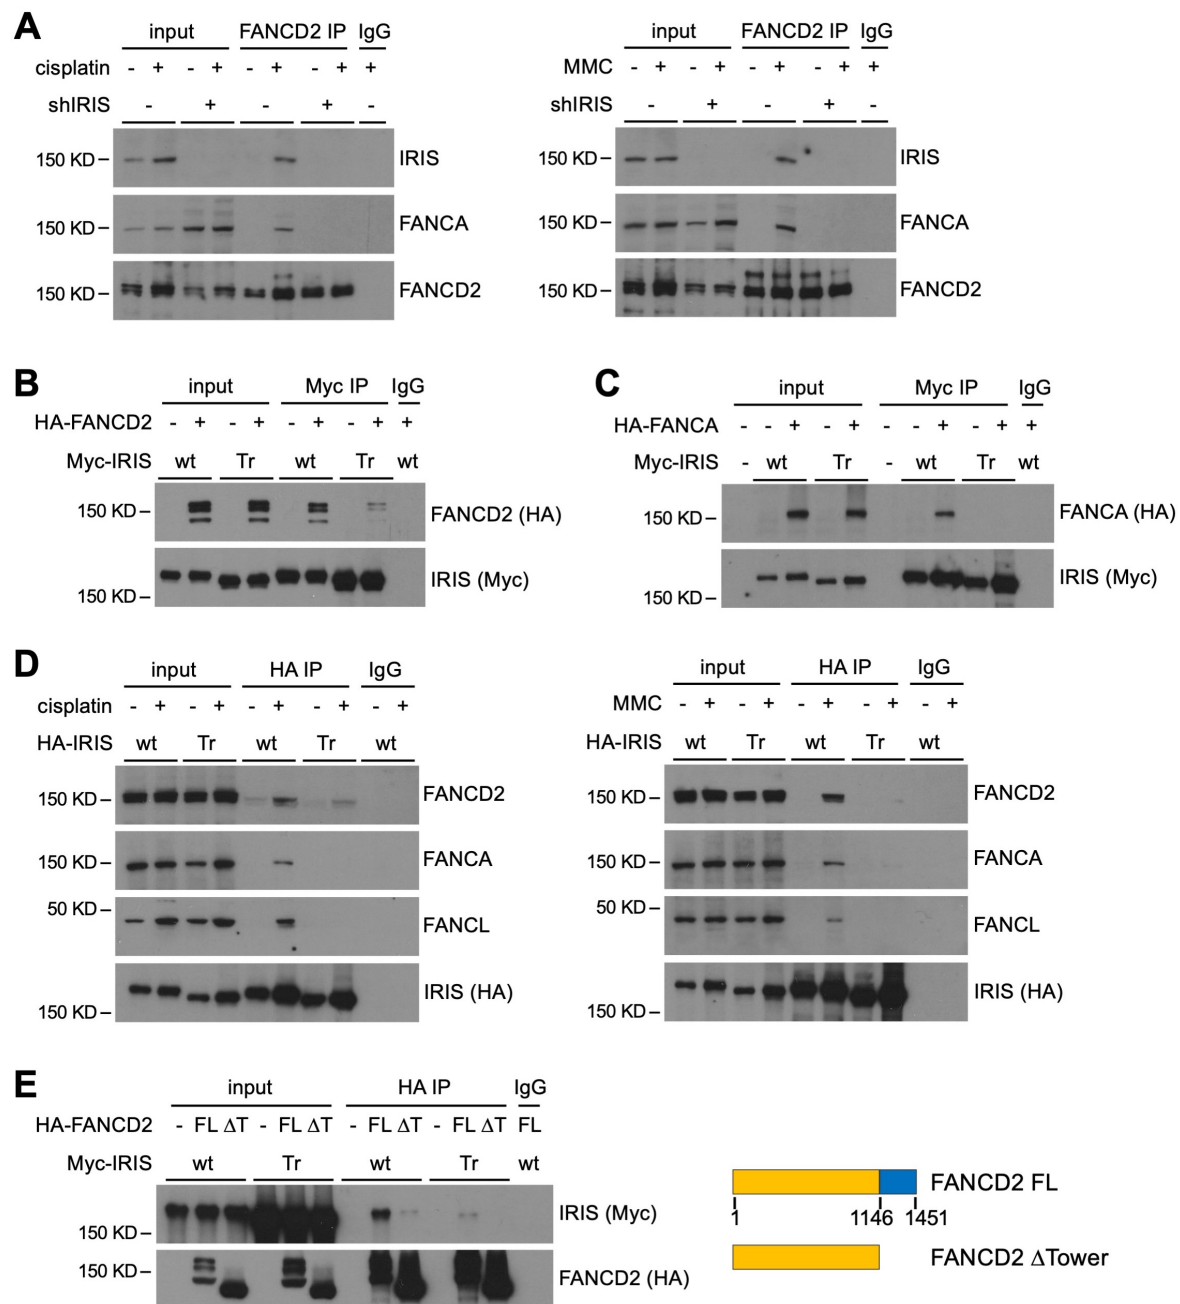 A
input FANCD2 IP IgG
cisplatin - + - + - + - + +
shIRIS - + - + -
150 KD IRIS
150 KD FANCA
150 KD FANCD2
input FANCD2 IP IgG
MMC - + - + - + - + +
shIRIS - + - + -
150 KD IRIS
150 KD FANCA
150 KD FANCD2
B
input Myc IP IgG
HA-FANCD2 - + - + - + - + +
Myc-IRIS wt Tr wt Tr wt
150 KD FANCD2 (HA)
IRIS (Myc)
150 KD
C
input Myc IP IgG
HA-FANCA - - + - + - - + - + +
Myc-IRIS - wt Tr - wt Tr wt
150 KD FANCA (HA)
IRIS (Myc)
150 KD
D
input HA IP IgG
cisplatin - + - + - + - + - +
HA-IRIS wt Tr wt Tr wt
150 KD FANCD2
150 KD FANCA
50 KD FANCL
IRIS (HA)
150 KD
input HA IP IgG
MMC - + - + - + - + - +
HA-IRIS wt Tr wt Tr wt
150 KD FANCD2
150 KD FANCA
50 KD FANCL
IRIS (HA)
150 KD
E
input HA IP IgG
HA-FANCD2 - FL ΔT - FL ΔT - FL ΔT - FL ΔT FL
Myc-IRIS wt Tr wt Tr wt
IRIS (Myc)
150 KD
150 KD FANCD2 (HA)
FANCD2 FL
1 1146 1451
FANCD2 ΔTower